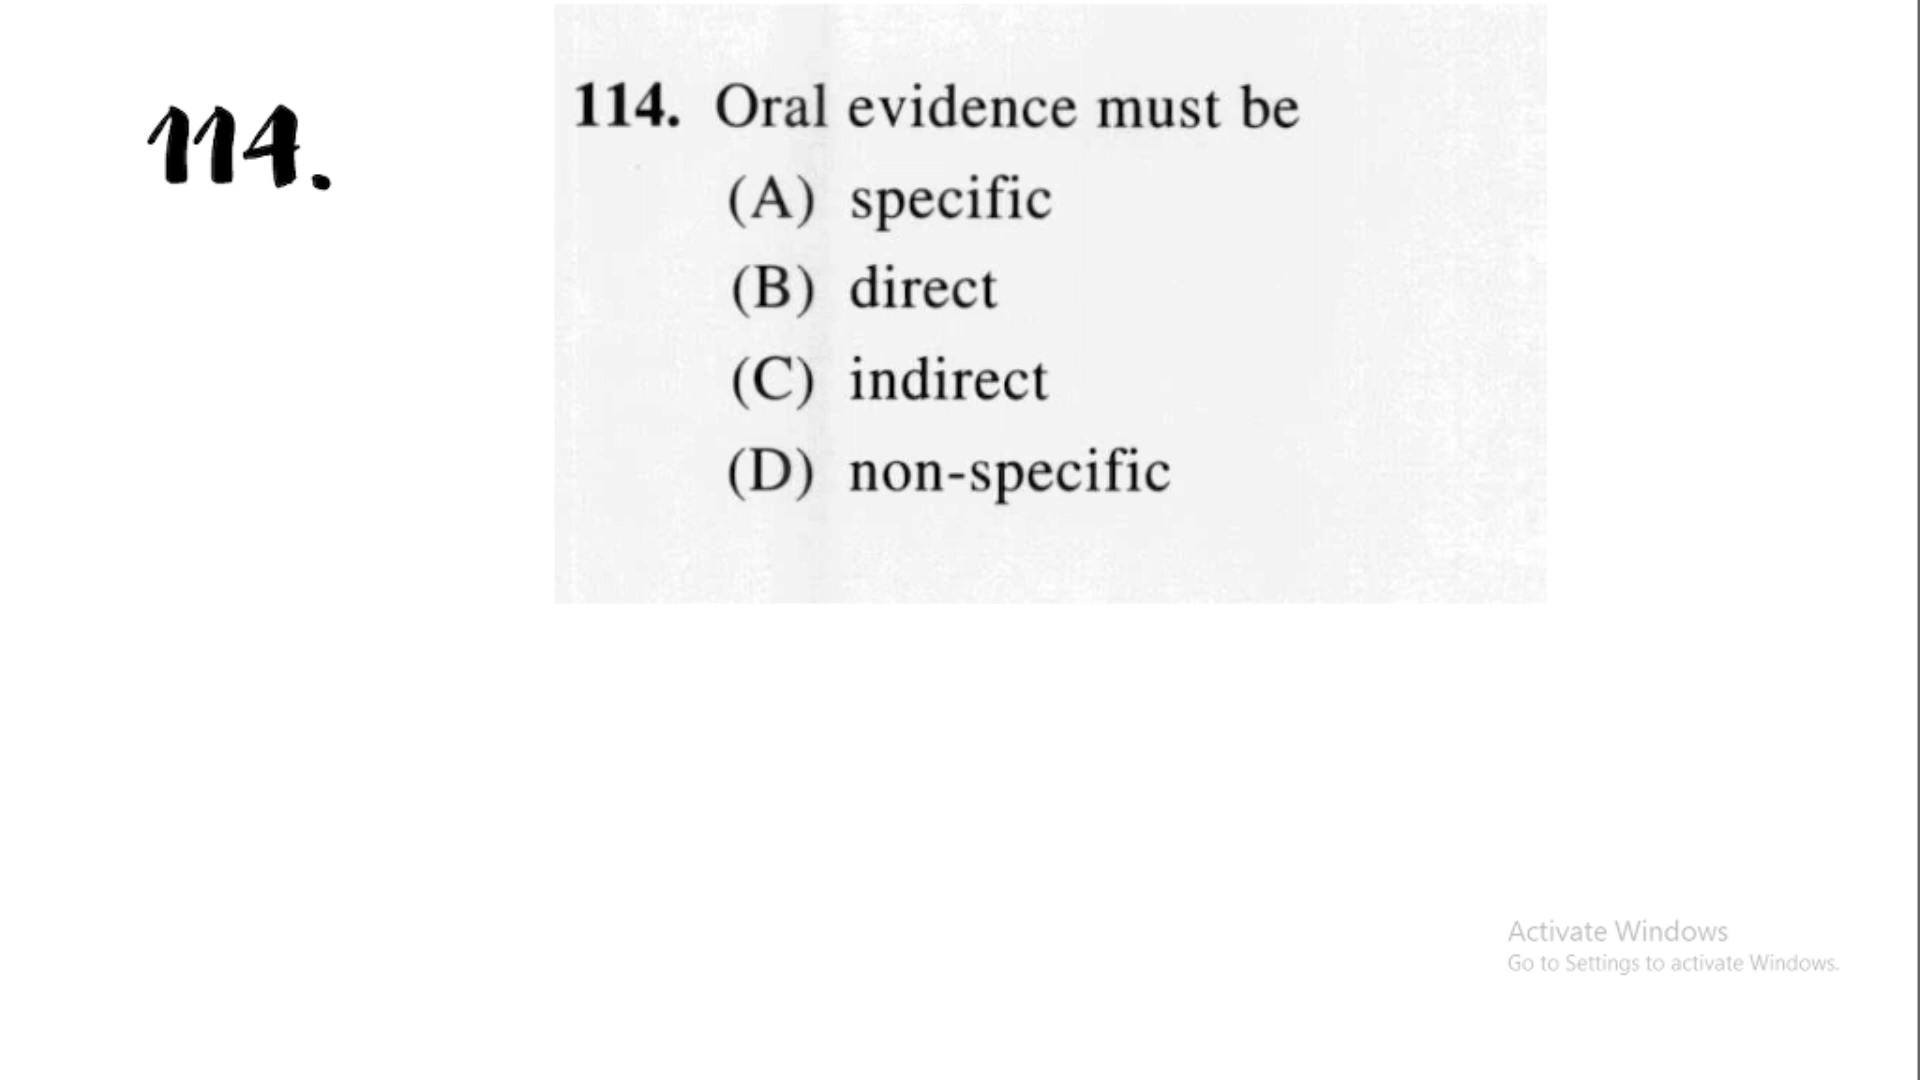 114.
114. Oral evidence must be
(A) specific
(B) direct
(C) indirect
(D) non-specific
Activate Windows
Go to Settings to activate Windows.